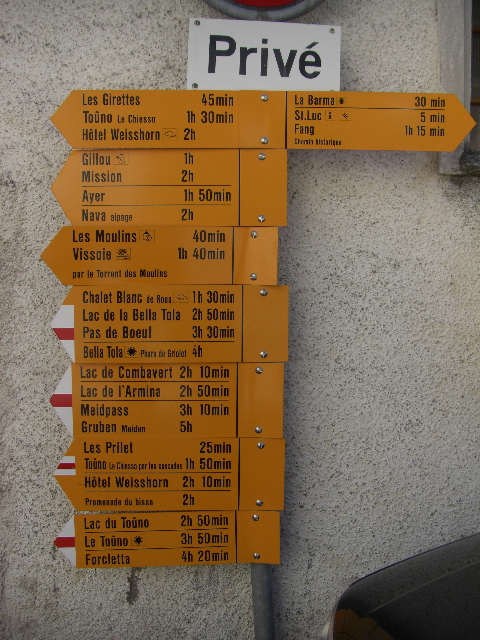 Privé
Les Girettes 45min
Toûno Le Chiesso 1h 30min
Hôtel Weisshorn 2h
La Barma 30 min
St.Luc 5 min
Fang 1h 15 min
Chemin historique
Gillou 1h
Mission 2h
Ayer 1h 50min
Nava alpage 2h
Les Moulins 40min
Vissoie 1h 40min
par le Torrent des Moulins
Chalet Blanc de Roua 1h 30min
Lac de la Bella Tola 2h 50min
Pas de Boeuf 3h 30min
Bella Tola Phare du Griolot 4h
Lac de Combavert 2h 10min
Lac de l'Armina 2h 50min
Meidpass 3h 10min
Gruben Meiden 5h
Les Prilet 25min
Toûno Le Chiesso par les cascades 1h 50min
Hôtel Weisshorn 2h 10min
Promenade du bisse 2h
Lac du Toûno 2h 50min
Le Toûno 3h 50min
Forcletta 4h 20min